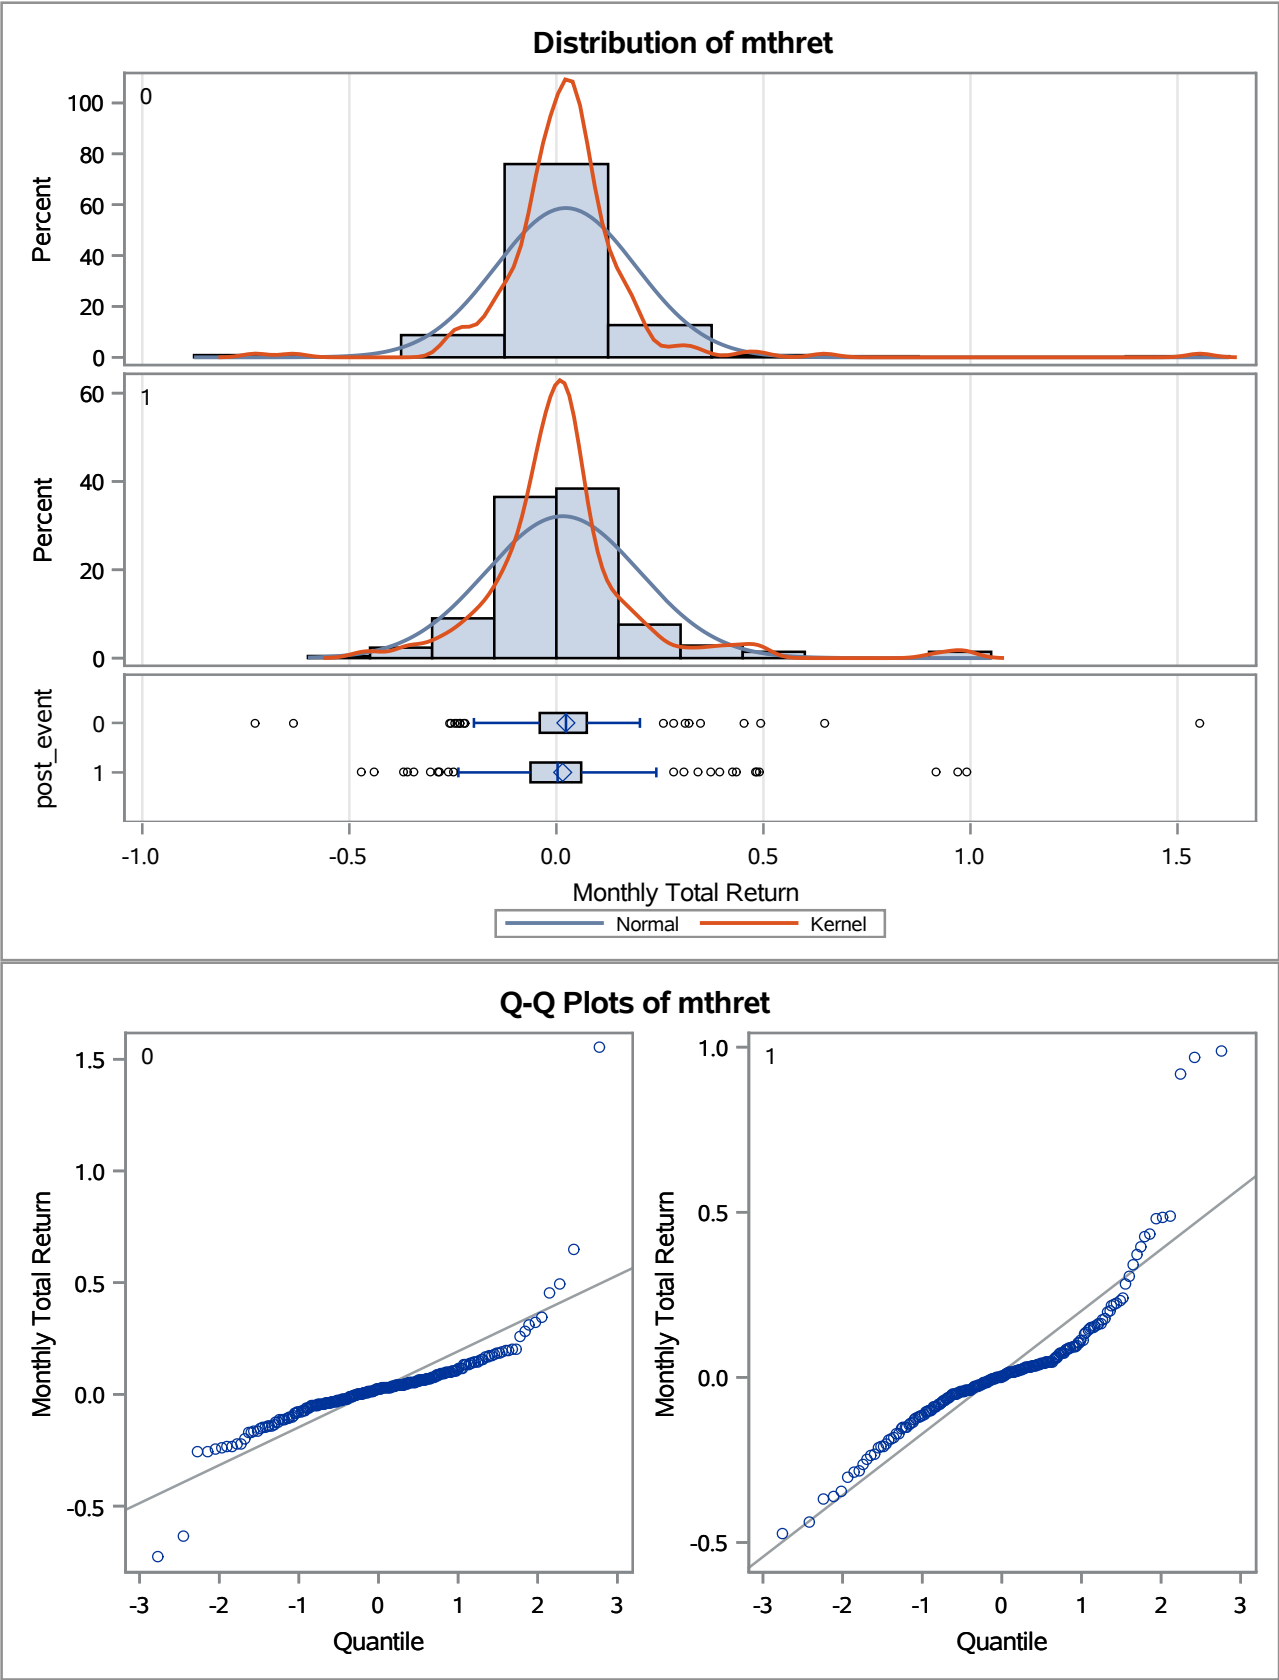 Distribution of mthret
0
100
80
60
40
20
0
Percent
1
60
40
20
0
Percent
post_event
0
1
-1.0 -0.5 0.0 0.5 1.0 1.5
Monthly Total Return
Normal Kernel
Q-Q Plots of mthret
0
1.5
1.0
0.5
0.0
-0.5
Monthly Total Return
-3 -2 -1 0 1 2 3
Quantile
1
1.0
0.5
0.0
-0.5
Monthly Total Return
-3 -2 -1 0 1 2 3
Quantile